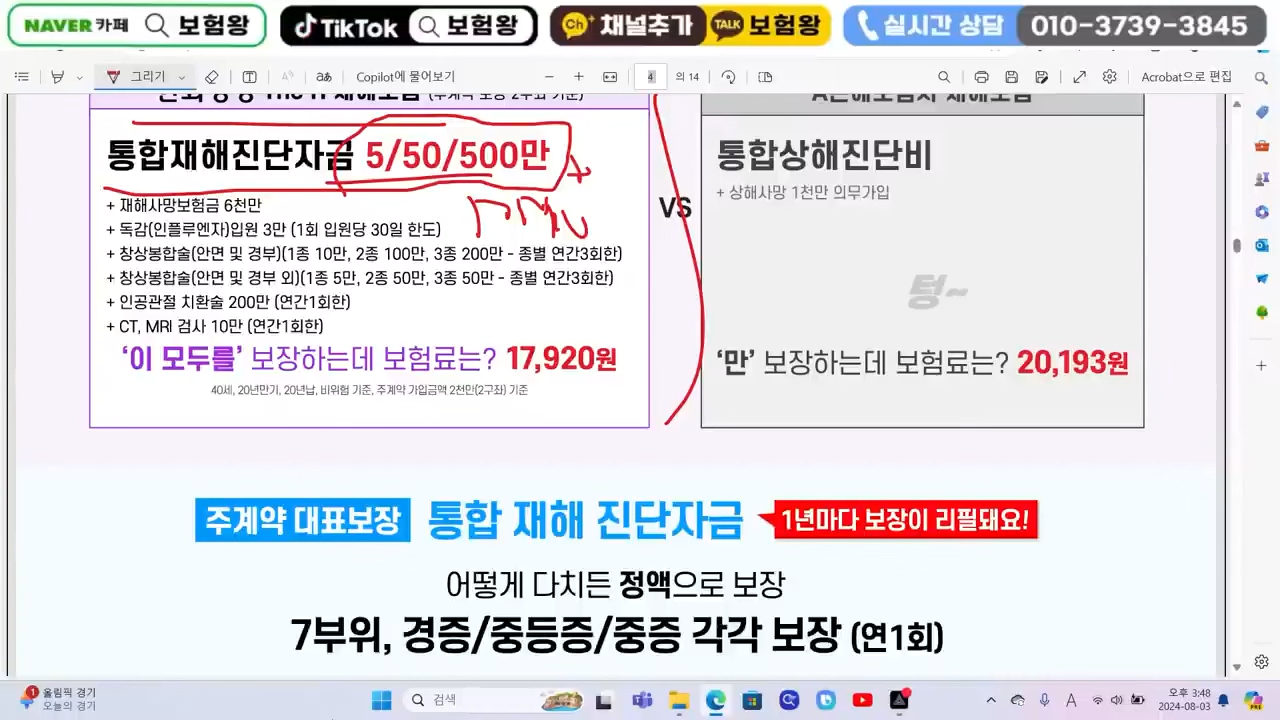 NAVER 카페 보험왕 TikTok 보험왕 Ch+ 채널추가 TALK 보험왕 실시간 상담 010-3739-3845
그리기 Copilot에 물어보기 4 의 14 Acrobat으로 편집
통합재해진단자금 5/50/500만
+ 재해사망보험금 6천만
+ 독감(인플루엔자)입원 3만 (1회 입원당 30일 한도)
+ 창상봉합술(안면 및 경부)(1종 10만, 2종 100만, 3종 200만 - 종별 연간3회한)
+ 창상봉합술(안면 및 경부 외)(1종 5만, 2종 50만, 3종 50만 - 종별 연간3회한)
+ 인공관절 치환술 200만 (연간1회한)
+ CT, MRI 검사 10만 (연간1회한)
‘이 모두를’ 보장하는데 보험료는? 17,920원
40세, 20년만기, 20년납, 비위험 기준, 주계약 가입금액 2천만(2구좌) 기준
VS
통합상해진단비
+ 상해사망 1천만 의무가입
텅~
‘만’ 보장하는데 보험료는? 20,193원
주계약 대표보장 통합 재해 진단자금 1년마다 보장이 리필돼요!
어떻게 다치든 정액으로 보장
7부위, 경증/중등증/중증 각각 보장 (연1회)
1 올림픽 경기
오늘의 경기
검색
A
오후 3:48
2024-08-03